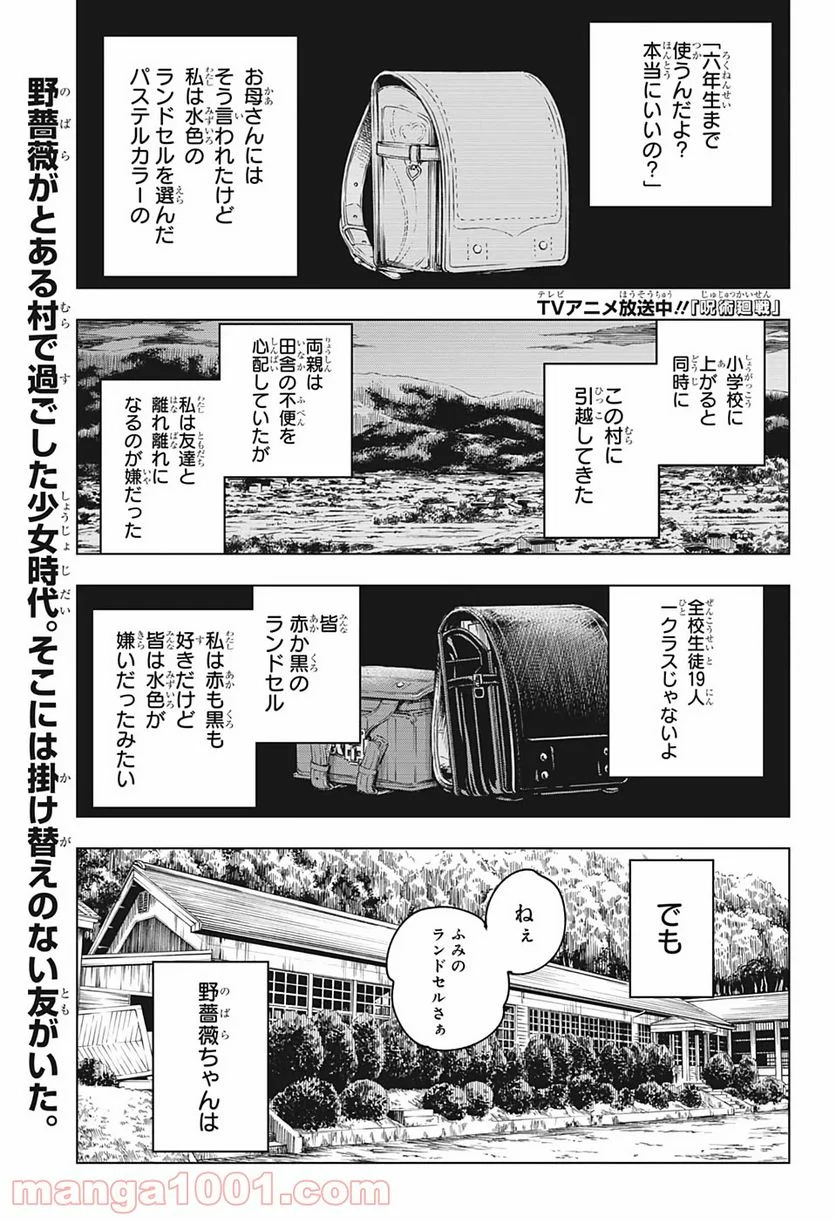 「六年生まで
使うんだよ？
本当にいいの？」
お母さんには
そう言われたけど
私は水色の
ランドセルを選んだ
パステルカラーの
TVアニメ放送中!!『呪術廻戦』
小学校に
上がると
同時に
この村に
引越してきた
両親は
田舎の不便を
心配していたが
私は友達と
離れ離れに
なるのが嫌だった
全校生徒19人
一クラスじゃないよ
皆
赤か黒の
ランドセル
私は赤も黒も
好きだけど
皆は水色が
嫌いだったみたい
でも
ねぇ
ふみの
ランドセルさぁ
野薔薇ちゃんは
野薔薇がとある村で過ごした少女時代。そこには掛け替えのない友がいた。
manga1001.com